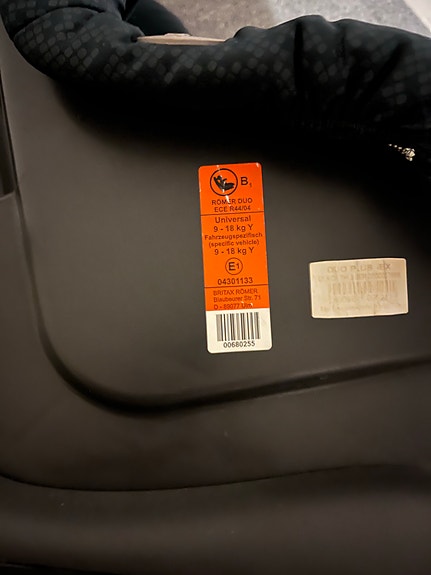 B1
RÖMER DUO
ECE R44/04
Universal
9 - 18 kg Y
Fahrzeugspezifisch
(specific vehicle)
9 - 18 kg Y
E1
04301133
BRITAX RÖMER
Blaubeurer Str. 71
D - 89077 Ulm
00680255